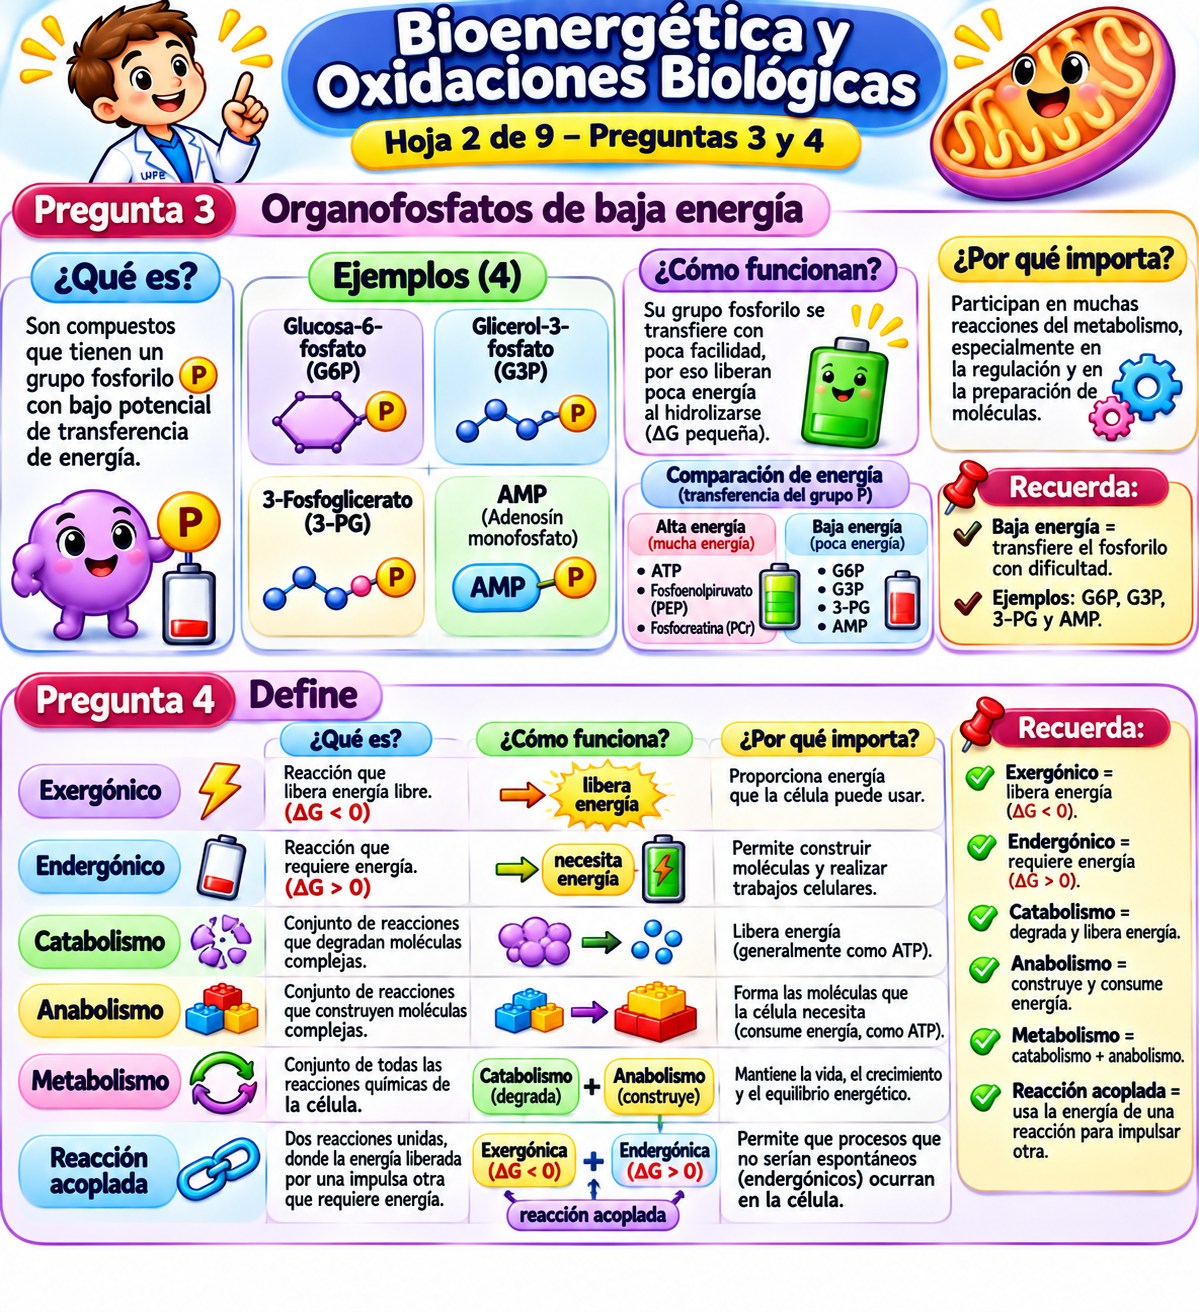 Bioenergética y
Oxidaciones Biológicas
Hoja 2 de 9 – Preguntas 3 y 4
Pregunta 3
Organofosfatos de baja energía
¿Qué es?
Son compuestos
que tienen un
grupo fosforilo P
con bajo potencial
de transferencia
de energía.
P
Ejemplos (4)
Glucosa-6-
fosfato
(G6P)
P
Glicerol-3-
fosfato
(G3P)
P
3-Fosfoglicerato
(3-PG)
P
AMP
(Adenosín
monofosfato)
AMP
P
¿Cómo funcionan?
Su grupo fosforilo se
transfiere con
poca facilidad,
por eso liberan
poca energía
al hidrolizarse
(ΔG pequeña).
Comparación de energía
(transferencia del grupo P)
Alta energía
(mucha energía)
• ATP
• Fosfoenolpiruvato
(PEP)
• Fosfocreatina (PCr)
Baja energía
(poca energía)
• G6P
• G3P
• 3-PG
• AMP
¿Por qué importa?
Participan en muchas
reacciones del metabolismo,
especialmente en
la regulación y en
la preparación de
moléculas.
Recuerda:
Baja energía =
transfiere el fosforilo
con dificultad.
Ejemplos: G6P, G3P,
3-PG y AMP.
Pregunta 4
Define
¿Qué es?
¿Cómo funciona?
¿Por qué importa?
Exergónico
Reacción que
libera energía libre.
(ΔG < 0)
libera
energía
Proporciona energía
que la célula puede usar.
Endergónico
Reacción que
requiere energía.
(ΔG > 0)
necesita
energía
Permite construir
moléculas y realizar
trabajos celulares.
Catabolismo
Conjunto de reacciones
que degradan moléculas
complejas.
Libera energía
(generalmente como ATP).
Anabolismo
Conjunto de reacciones
que construyen moléculas
complejas.
Forma las moléculas que
la célula necesita
(consume energía, como ATP).
Metabolismo
Conjunto de todas las
reacciones químicas de
la célula.
Catabolismo
(degrada)
+
Anabolismo
(construye)
Mantiene la vida, el crecimiento
y el equilibrio energético.
Reacción
acoplada
Dos reacciones unidas,
donde la energía liberada
por una impulsa otra
que requiere energía.
Exergónica
(ΔG < 0)
+
Endergónica
(ΔG > 0)
reacción acoplada
Permite que procesos que
no serían espontáneos
(endergónicos) ocurran
en la célula.
Recuerda:
Exergónico =
libera energía
(ΔG < 0).
Endergónico =
requiere energía
(ΔG > 0).
Catabolismo =
degrada y libera energía.
Anabolismo =
construye y consume
energía.
Metabolismo =
catabolismo + anabolismo.
Reacción acoplada =
usa la energía de una
reacción para impulsar
otra.